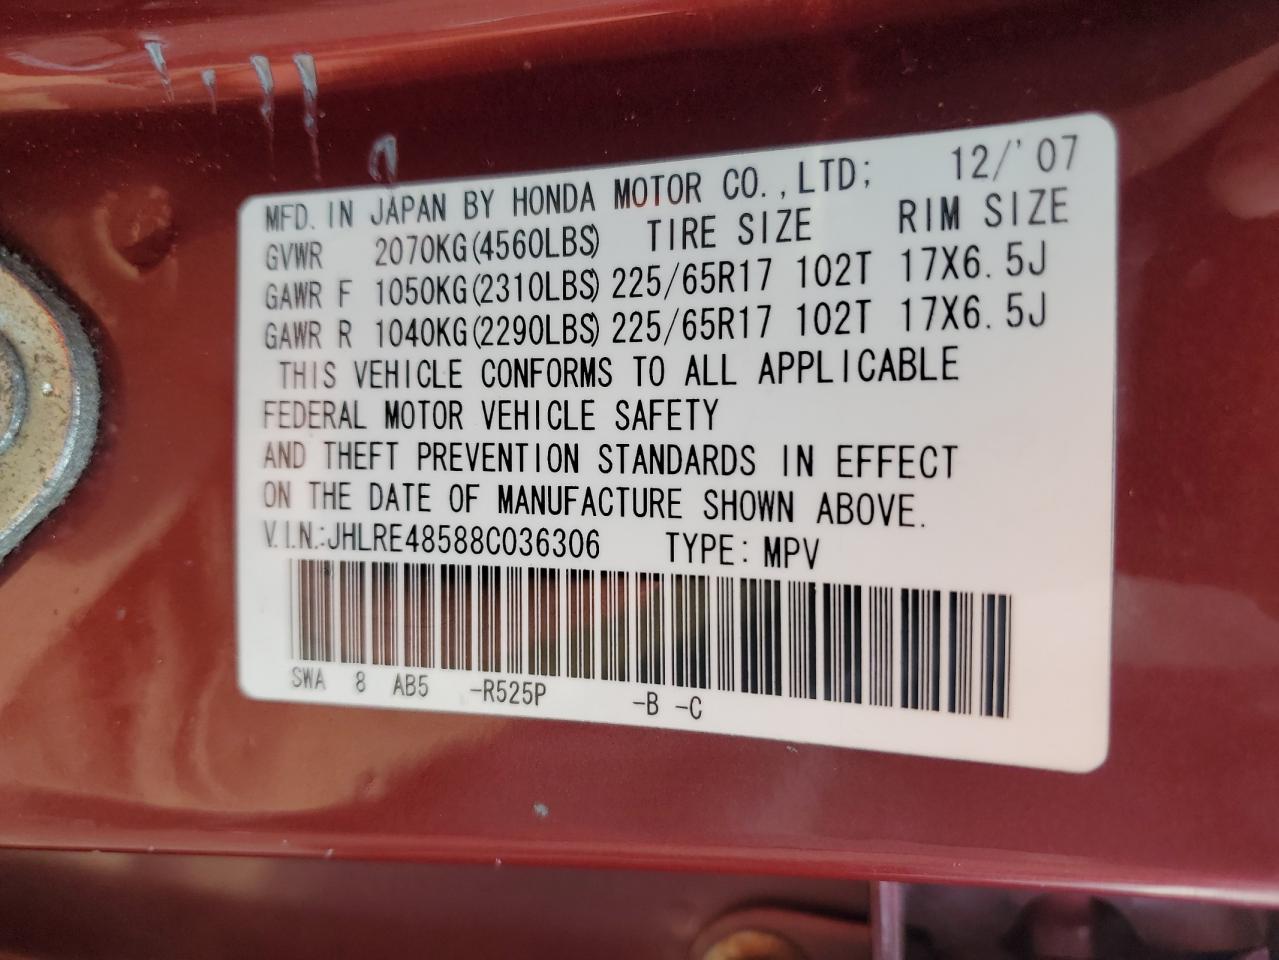 MFD. IN JAPAN BY HONDA MOTOR CO.,LTD; 12/'07
GVWR 2070KG(4560LBS) TIRE SIZE RIM SIZE
GAWR F 1050KG(2310LBS) 225/65R17 102T 17X6.5J
GAWR R 1040KG(2290LBS) 225/65R17 102T 17X6.5J
THIS VEHICLE CONFORMS TO ALL APPLICABLE
FEDERAL MOTOR VEHICLE SAFETY
AND THEFT PREVENTION STANDARDS IN EFFECT
ON THE DATE OF MANUFACTURE SHOWN ABOVE.
V.I.N.:JHLRE48588C036306 TYPE: MPV
SWA 8 AB5 -R525P -B -C